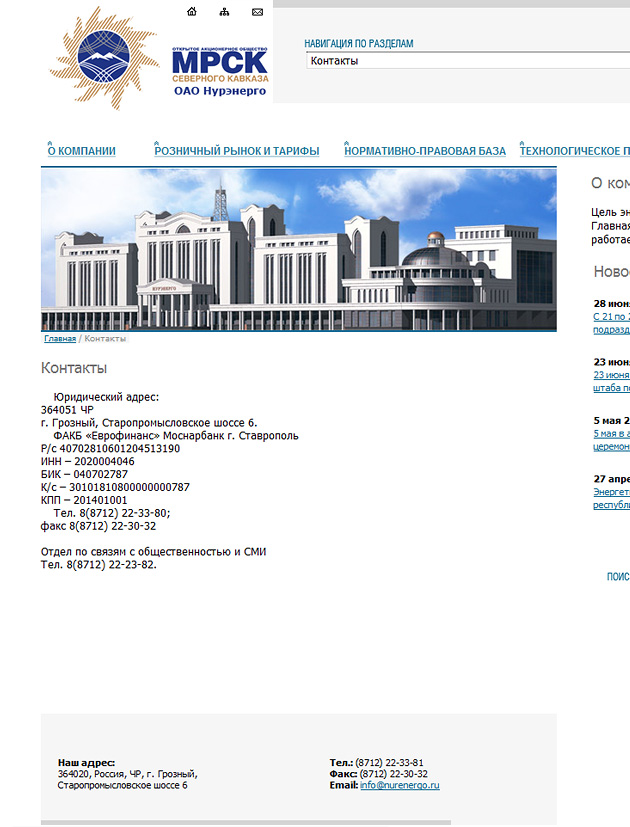 НАВИГАЦИЯ ПО РАЗДЕЛАМ
Контакты
ОТКРЫТОЕ АКЦИОНЕРНОЕ ОБЩЕСТВО
МРСК
СЕВЕРНОГО КАВКАЗА
ОАО Нурэнерго
О КОМПАНИИ
РОЗНИЧНЫЙ РЫНОК И ТАРИФЫ
НОРМАТИВНО-ПРАВОВАЯ БАЗА
ТЕХНОЛОГИЧЕСКОЕ П
НУРЭНЕРГО
Главная / Контакты
Контакты
Юридический адрес:
364051 ЧР
г. Грозный, Старопромысловское шоссе 6.
ФАКБ «Еврофинанс» Моснарбанк г. Ставрополь
Р/с 40702810601204513190
ИНН – 2020004046
БИК – 040702787
К/с – 30101810800000000787
КПП – 201401001
Тел. 8(8712) 22-33-80;
факс 8(8712) 22-30-32
Отдел по связям с общественностью и СМИ
Тел. 8(8712) 22-23-82.
О ком
Цель эн
Главная
работае
Ново
28 июн
С 21 по 2
подразд
23 июн
23 июня
штаба п
5 мая 2
5 мая в а
церемон
27 апре
Энергет
республи
ПОИС
Наш адрес:
364020, Россия, ЧР, г. Грозный,
Старопромысловское шоссе 6
Тел.: (8712) 22-33-81
Факс: (8712) 22-30-32
Email: info@nurenergo.ru